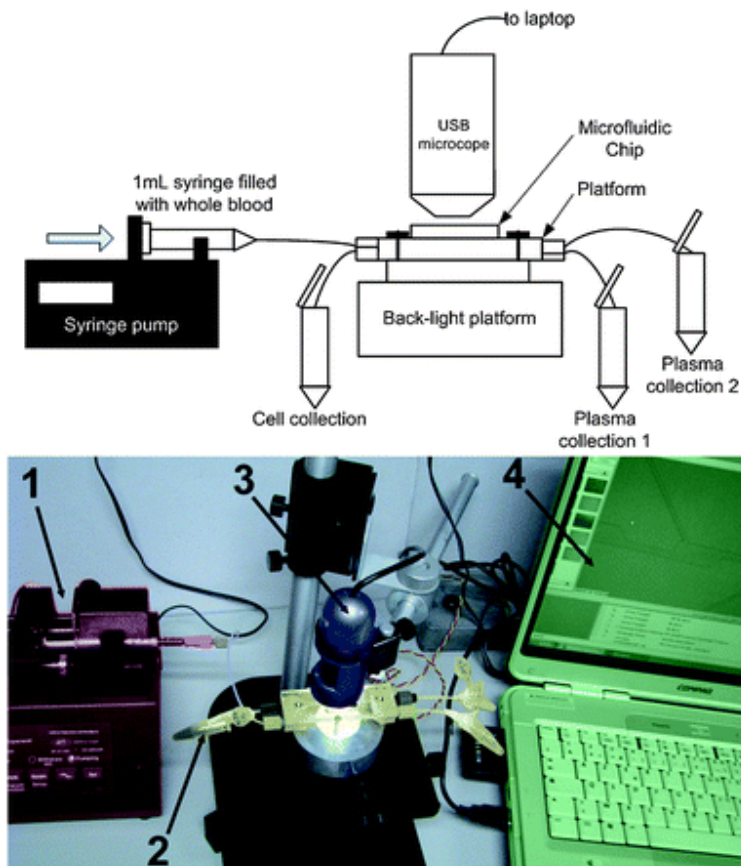 to laptop
USB
microcope
Microfluidic
Chip
Platform
1mL syringe filled
with whole blood
Syringe pump
Back-light platform
Cell collection
Plasma
collection 1
Plasma
collection 2
1
3
4
2
COMPAQ